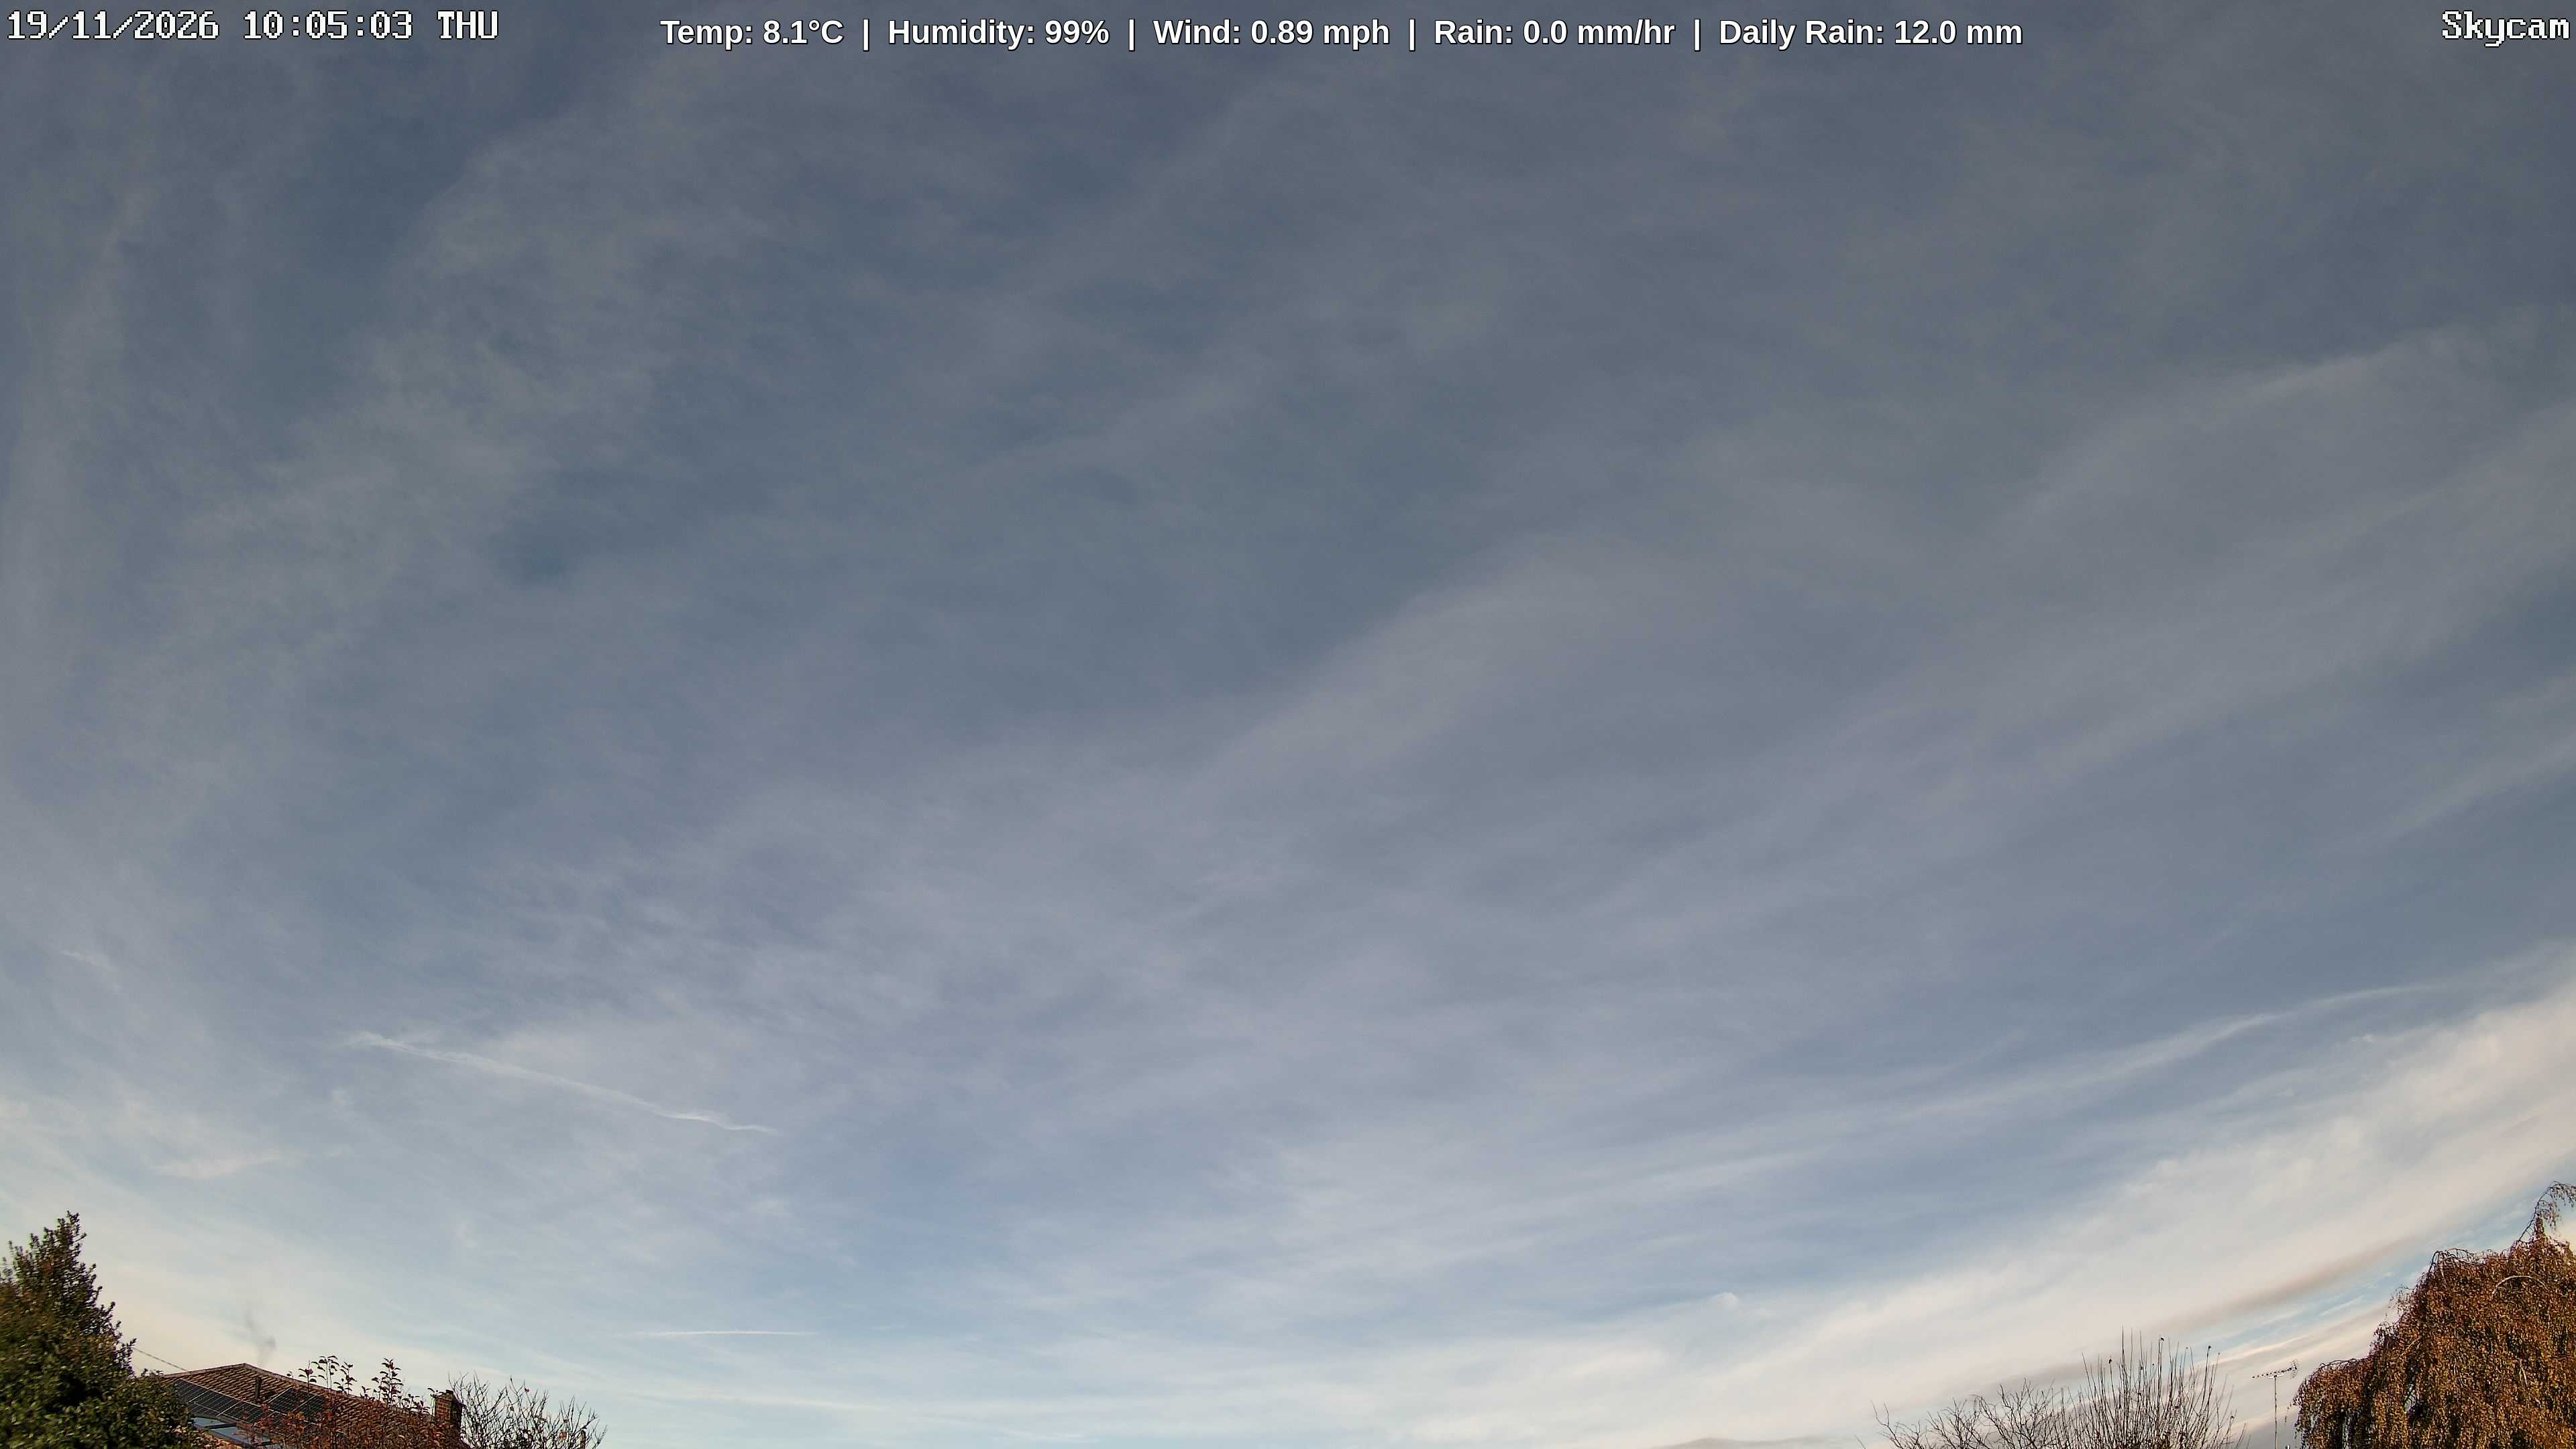 19/11/2026 10:05:03 THU
Temp: 8.1°C | Humidity: 99% | Wind: 0.89 mph | Rain: 0.0 mm/hr | Daily Rain: 12.0 mm
Skycam